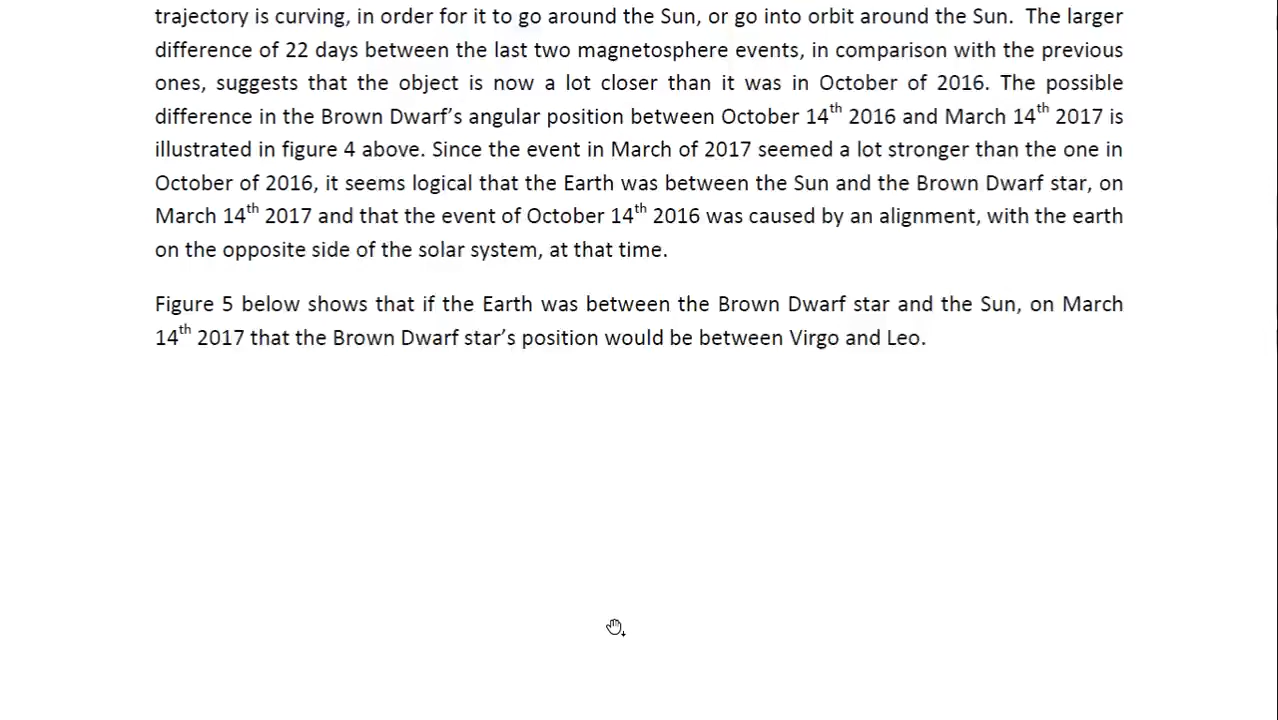 trajectory is curving, in order for it to go around the Sun, or go into orbit around the Sun.  The larger
difference of 22 days between the last two magnetosphere events, in comparison with the previous
ones, suggests that the object is now a lot closer than it was in October of 2016. The possible
difference in the Brown Dwarf’s angular position between October 14th 2016 and March 14th 2017 is
illustrated in figure 4 above. Since the event in March of 2017 seemed a lot stronger than the one in
October of 2016, it seems logical that the Earth was between the Sun and the Brown Dwarf star, on
March 14th 2017 and that the event of October 14th 2016 was caused by an alignment, with the earth
on the opposite side of the solar system, at that time.
Figure 5 below shows that if the Earth was between the Brown Dwarf star and the Sun, on March
14th 2017 that the Brown Dwarf star’s position would be between Virgo and Leo.